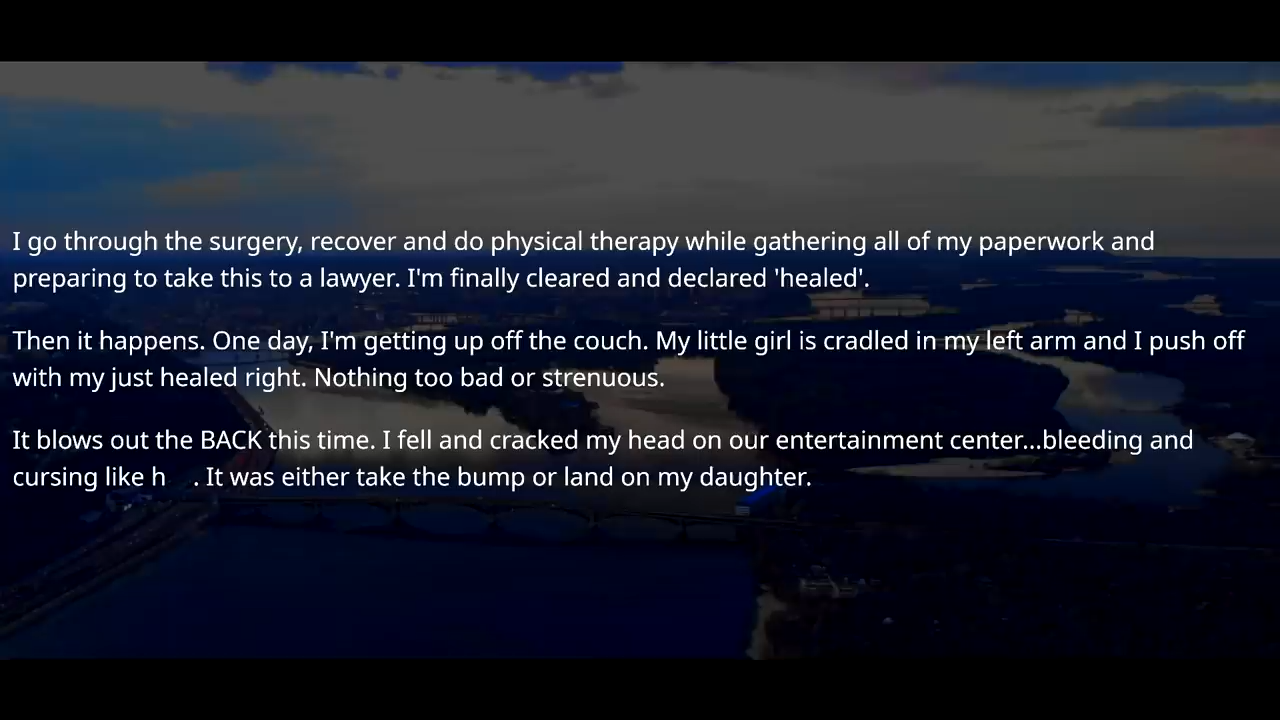 I go through the surgery, recover and do physical therapy while gathering all of my paperwork and
preparing to take this to a lawyer. I'm finally cleared and declared 'healed'.
Then it happens. One day, I'm getting up off the couch. My little girl is cradled in my left arm and I push off
with my just healed right. Nothing too bad or strenuous.
It blows out the BACK this time. I fell and cracked my head on our entertainment center...bleeding and
cursing like h    . It was either take the bump or land on my daughter.